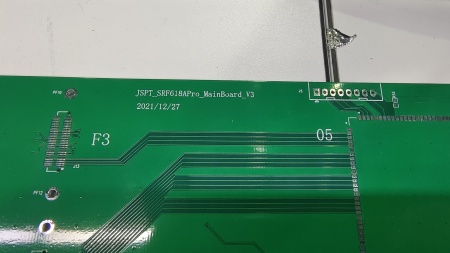 JSPT_SRF618APro_MainBoard_V3
2021/12/27
F3
05